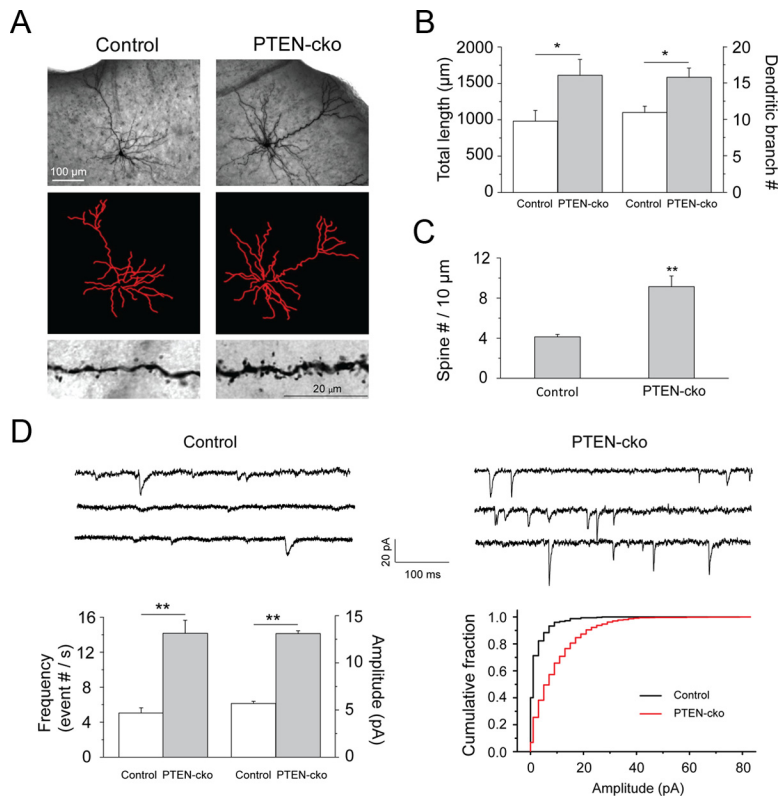 A
Control
PTEN-cko
100 µm
20 µm
B
Total length (µm)
2000
1500
1000
500
0
20
15
10
5
0
Dendritic branch #
*
*
Control PTEN-cko
Control PTEN-cko
C
Spine # / 10 µm
12
8
4
0
**
Control
PTEN-cko
D
Control
PTEN-cko
20 pA
100 ms
Frequency
(event # / s)
16
12
8
4
0
15
10
5
0
Amplitude (pA)
**
**
Control PTEN-cko
Control PTEN-cko
Cumulative fraction
1.0
0.8
0.6
0.4
0.2
0.0
Control
PTEN-cko
0
20
40
60
80
Amplitude (pA)